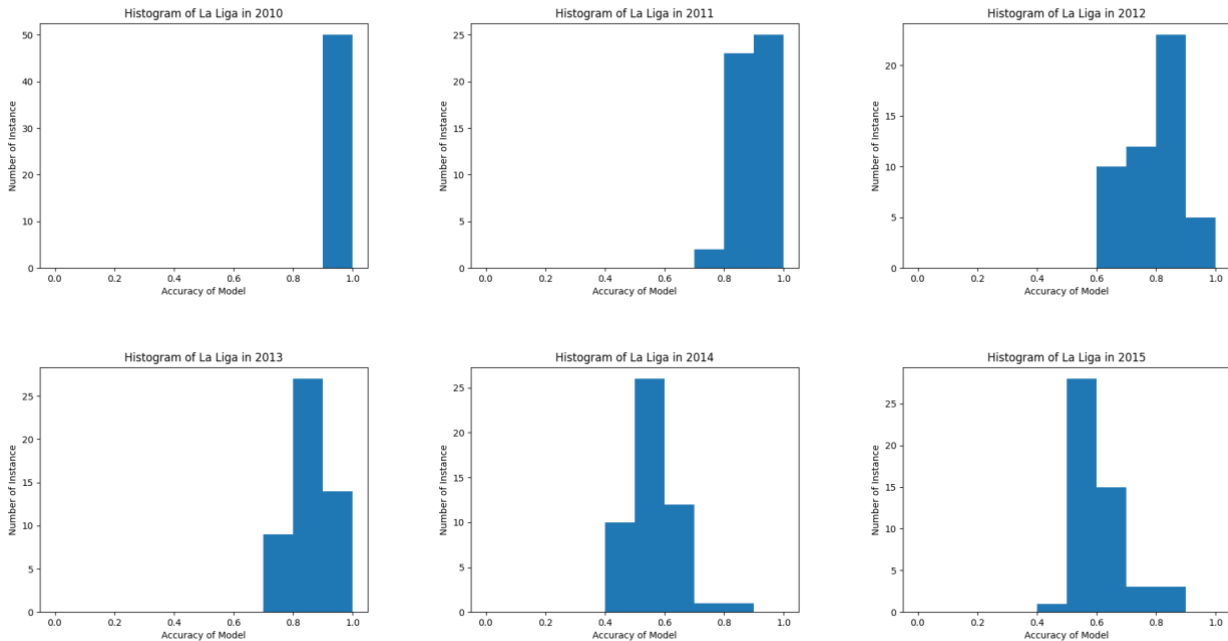 Histogram of La Liga in 2010
50
40
30
20
10
0
Number of Instance
0.0 0.2 0.4 0.6 0.8 1.0
Accuracy of Model
Histogram of La Liga in 2011
25
20
15
10
5
0
Number of Instance
0.0 0.2 0.4 0.6 0.8 1.0
Accuracy of Model
Histogram of La Liga in 2012
20
15
10
5
0
Number of Instance
0.0 0.2 0.4 0.6 0.8 1.0
Accuracy of Model
Histogram of La Liga in 2013
25
20
15
10
5
0
Number of Instance
0.0 0.2 0.4 0.6 0.8 1.0
Accuracy of Model
Histogram of La Liga in 2014
25
20
15
10
5
0
Number of Instance
0.0 0.2 0.4 0.6 0.8 1.0
Accuracy of Model
Histogram of La Liga in 2015
25
20
15
10
5
0
Number of Instance
0.0 0.2 0.4 0.6 0.8 1.0
Accuracy of Model